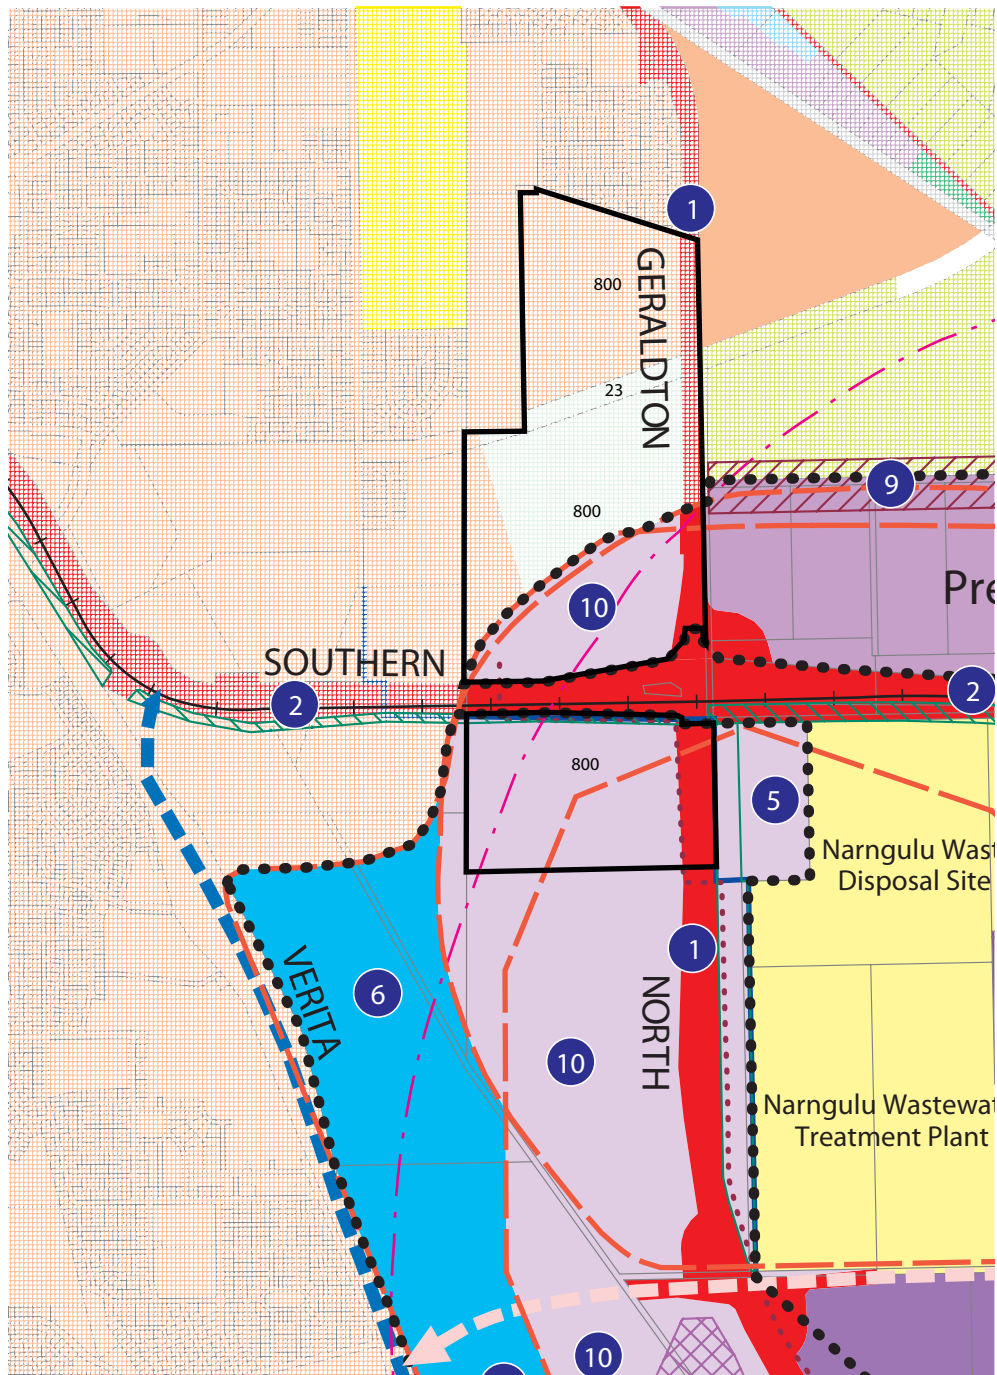 1
800
GERALDTON
23
9
800
10
Pre
SOUTHERN
2
2
800
5
Narngulu Wast
Disposal Site
VERITA
6
1
NORTH
10
Narngulu Wastewat
Treatment Plant
10